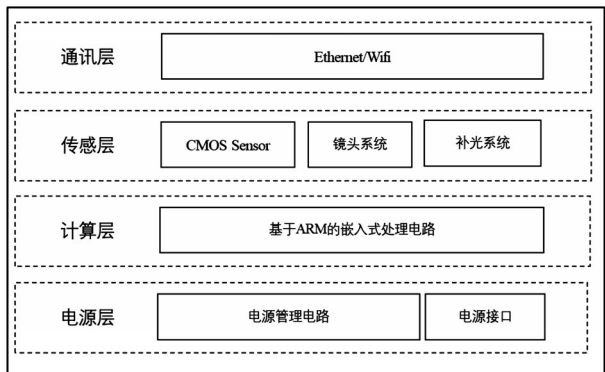 通讯层
Ethernet/Wifi
传感层
CMOS Sensor
镜头系统
补光系统
计算层
基于ARM的嵌入式处理电路
电源层
电源管理电路
电源接口